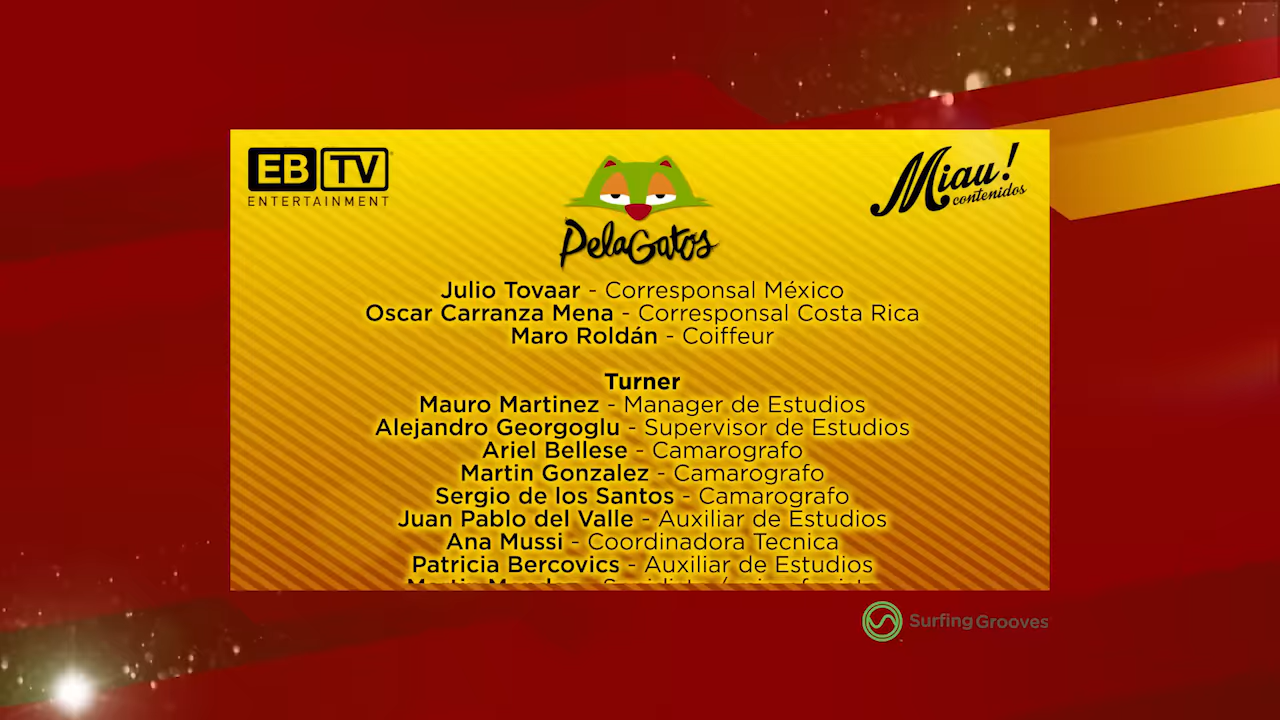 EB TV
ENTERTAINMENT
PelaGatos
Miau!
contenidos
Julio Tovaar - Corresponsal México
Oscar Carranza Mena - Corresponsal Costa Rica
Maro Roldán - Coiffeur
Turner
Mauro Martinez - Manager de Estudios
Alejandro Georgoglu - Supervisor de Estudios
Ariel Bellese - Camarografo
Martin Gonzalez - Camarografo
Sergio de los Santos - Camarografo
Juan Pablo del Valle - Auxiliar de Estudios
Ana Mussi - Coordinadora Tecnica
Patricia Bercovics - Auxiliar de Estudios
Surfing Grooves